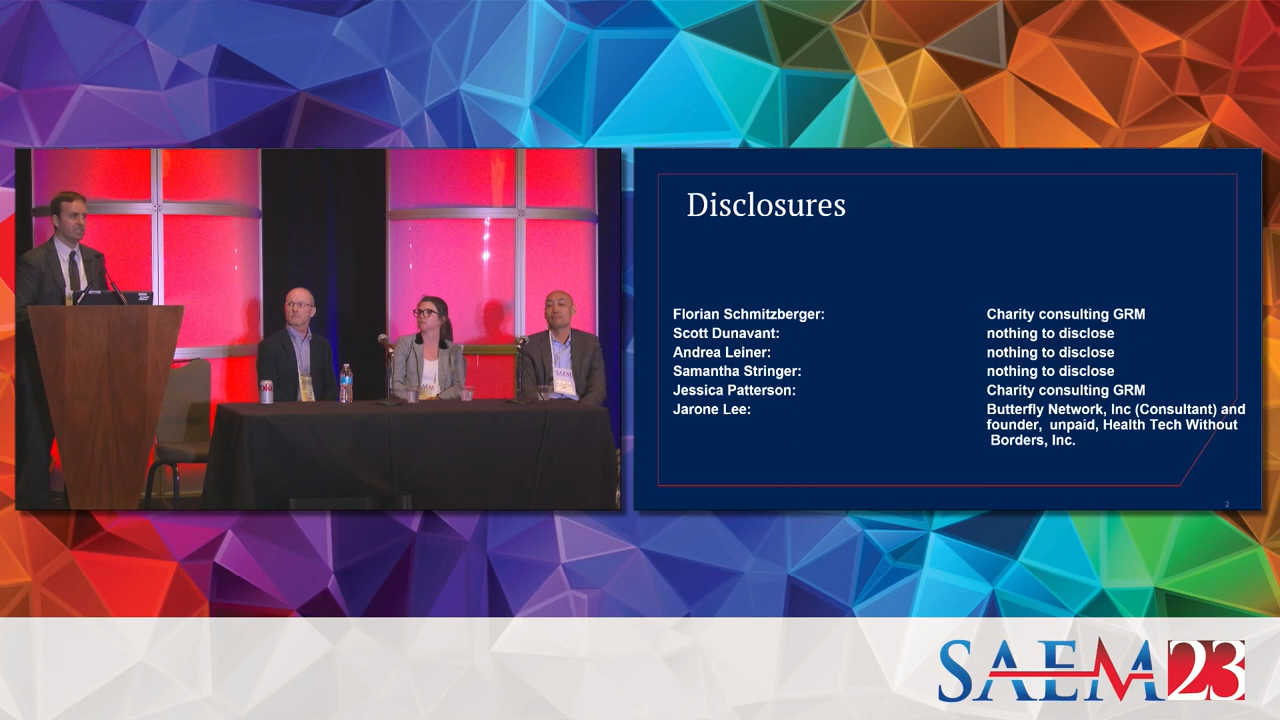 Disclosures
Florian Schmitzberger: Charity consulting GRM
Scott Dunavant: nothing to disclose
Andrea Leiner: nothing to disclose
Samantha Stringer: nothing to disclose
Jessica Patterson: Charity consulting GRM
Jarone Lee: Butterfly Network, Inc (Consultant) and
founder, unpaid, Health Tech Without
Borders, Inc.
2
SAEM
SAEM23